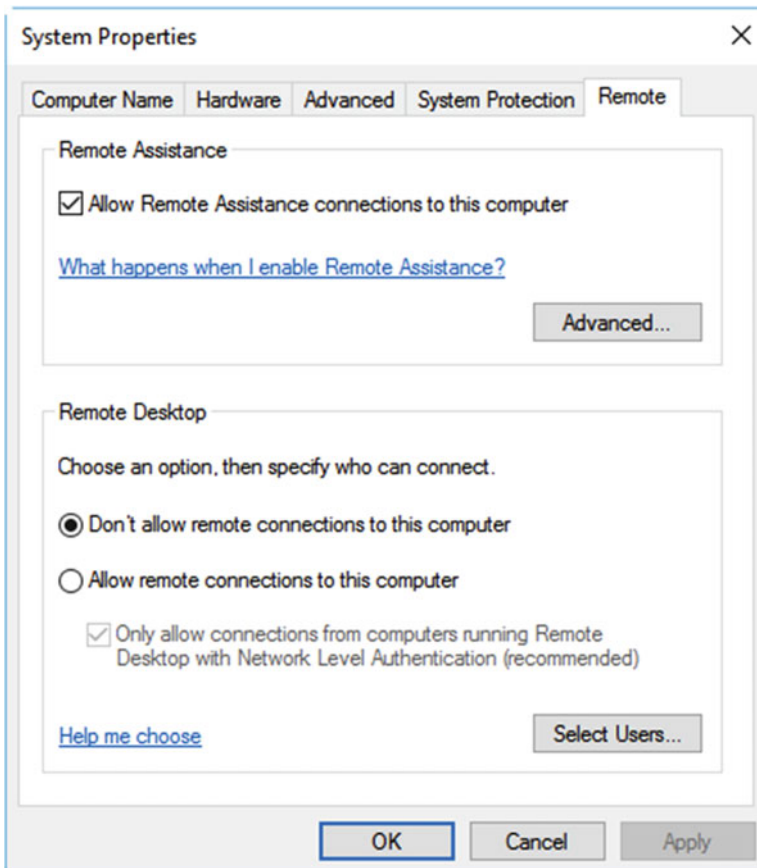 System Properties
Computer Name Hardware Advanced System Protection Remote
Remote Assistance
Allow Remote Assistance connections to this computer
What happens when I enable Remote Assistance?
Advanced...
Remote Desktop
Choose an option, then specify who can connect.
Don't allow remote connections to this computer
Allow remote connections to this computer
Only allow connections from computers running Remote
Desktop with Network Level Authentication (recommended)
Help me choose
Select Users...
OK Cancel Apply